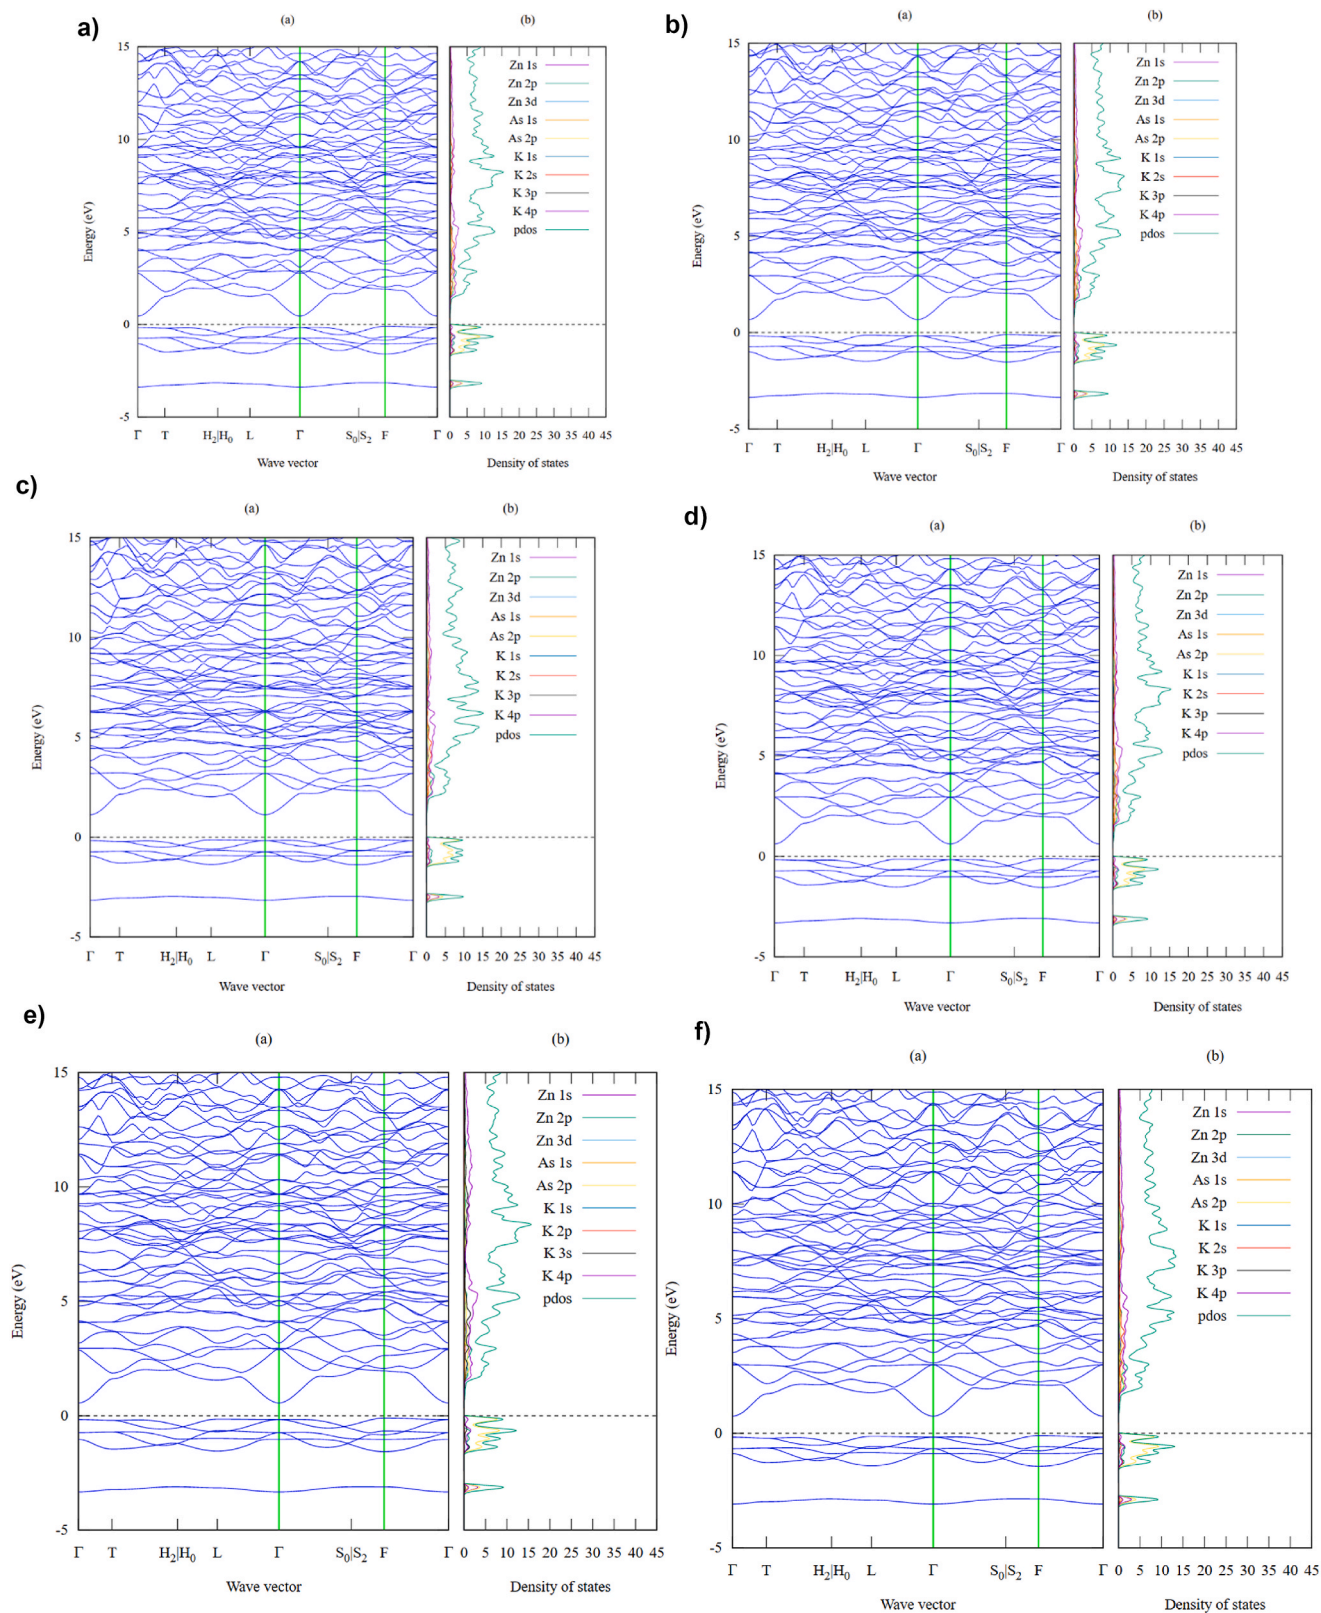 a)
(a)
(b)
15
10
5
0
-5
Energy (eV)
Zn 1s
Zn 2p
Zn 3d
As 1s
As 2p
K 1s
K 2s
K 3p
K 4p
pdos
Γ T H2|H0 L Γ S0|S2 F Γ
0 5 10 15 20 25 30 35 40 45
Wave vector
Density of states
b)
(a)
(b)
15
10
5
0
-5
Energy (eV)
Zn 1s
Zn 2p
Zn 3d
As 1s
As 2p
K 1s
K 2s
K 3p
K 4p
pdos
Γ T H2|H0 L Γ S0|S2 F Γ
0 5 10 15 20 25 30 35 40 45
Wave vector
Density of states
c)
(a)
(b)
15
10
5
0
-5
Energy (eV)
Zn 1s
Zn 2p
Zn 3d
As 1s
As 2p
K 1s
K 2s
K 3p
K 4p
pdos
Γ T H2|H0 L Γ S0|S2 F Γ
0 5 10 15 20 25 30 35 40 45
Wave vector
Density of states
d)
(a)
(b)
15
10
5
0
-5
Energy (eV)
Zn 1s
Zn 2p
Zn 3d
As 1s
As 2p
K 1s
K 2s
K 3p
K 4p
pdos
Γ T H2|H0 L Γ S0|S2 F Γ
0 5 10 15 20 25 30 35 40 45
Wave vector
Density of states
e)
(a)
(b)
15
10
5
0
-5
Energy (eV)
Zn 1s
Zn 2p
Zn 3d
As 1s
As 2p
K 1s
K 2p
K 3s
K 4p
pdos
Γ T H2|H0 L Γ S0|S2 F Γ
0 5 10 15 20 25 30 35 40 45
Wave vector
Density of states
f)
(a)
(b)
15
10
5
0
-5
Energy (eV)
Zn 1s
Zn 2p
Zn 3d
As 1s
As 2p
K 1s
K 2s
K 3p
K 4p
pdos
Γ T H2|H0 L Γ S0|S2 F Γ
0 5 10 15 20 25 30 35 40 45
Wave vector
Density of states